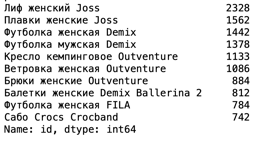 Лиф женский Joss 2328
Плавки женские Joss 1562
Футболка женская Demix 1442
Футболка мужская Demix 1378
Кресло кемпинговое Outventure 1133
Ветровка женская Outventure 1086
Брюки женские Outventure 884
Балетки женские Demix Ballerina 2 812
Футболка женская FILA 784
Сабо Crocs Crocband 742
Name: id, dtype: int64